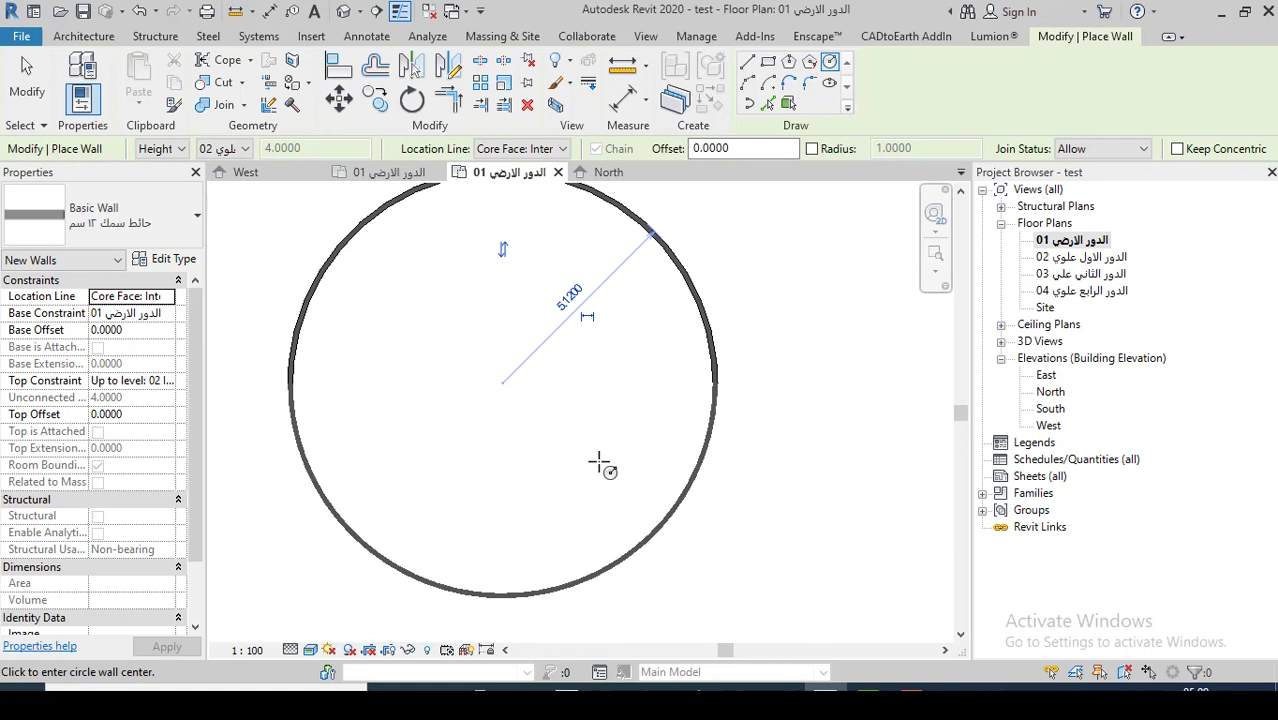 Autodesk Revit 2020 - test - Floor Plan: الدور الارضي 01
Sign In
File
Architecture
Structure
Steel
Systems
Insert
Annotate
Analyze
Massing & Site
Collaborate
View
Manage
Add-Ins
Enscape™
CADtoEarth AddIn
Lumion®
Modify | Place Wall
Modify
Properties
Paste
Cope
Cut
Join
Select
Properties
Clipboard
Geometry
Modify
View
Measure
Create
Draw
Modify | Place Wall
Height
02 علوي
4.0000
Location Line:
Core Face: Inter
Chain
Offset:
0.0000
Radius:
1.0000
Join Status:
Allow
Keep Concentric
Properties
West
الدور الارضي 01
الدور الارضي 01
North
Project Browser - test
Basic Wall
حائط سمك ١٢ سم
New Walls
Edit Type
Constraints
Location Line
Core Face: Inte
Base Constraint
الدور الارضي 01
Base Offset
0.0000
Base is Attach...
Base Extensio...
0.0000
Top Constraint
Up to level: 02 ا...
Unconnected ...
4.0000
Top Offset
0.0000
Top is Attached
Top Extension...
0.0000
Room Boundi...
Related to Mass
Structural
Structural
Enable Analyti...
Structural Usa...
Non-bearing
Dimensions
Area
Volume
Identity Data
Properties help
Apply
5.1200
2D
Views (all)
Structural Plans
Floor Plans
الدور الارضي 01
الدور الاول علوي 02
الدور الثاني علي 03
الدور الرابع علوي 04
Site
Ceiling Plans
3D Views
Elevations (Building Elevation)
East
North
South
West
Legends
Schedules/Quantities (all)
Sheets (all)
Families
Groups
Revit Links
Activate Windows
Go to Settings to activate Windows.
1 : 100
Click to enter circle wall center.
:0
Main Model
:0